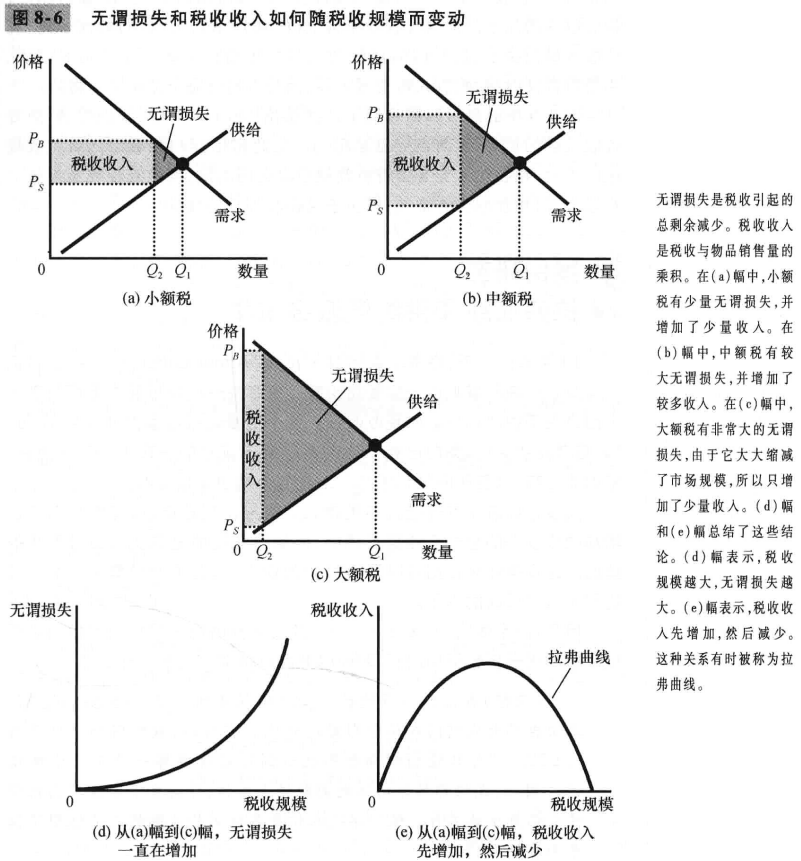 图 8-6 无谓损失和税收收入如何随税收规模而变动
价格
无谓损失
供给
P_B
税收收入
P_S
需求
0 Q_2 Q_1 数量
(a) 小额税
价格
无谓损失
P_B
供给
税收收入
P_S
需求
0 Q_2 Q_1 数量
(b) 中额税
价格
P_B
无谓损失
供给
税收收入
需求
P_S
0 Q_2 Q_1 数量
(c) 大额税
无谓损失
0 税收规模
(d) 从(a)幅到(c)幅，无谓损失
一直在增加
税收收入
拉弗曲线
0 税收规模
(e) 从(a)幅到(c)幅，税收收入
先增加，然后减少
无谓损失是税收引起的
总剩余减少。税收收入
是税收与物品销售量的
乘积。在(a)幅中,小额
税有少量无谓损失,并
增加了少量收入。在
(b)幅中,中额税有较
大无谓损失,并增加了
较多收入。在(c)幅中,
大额税有非常大的无谓
损失,由于它大大缩减
了市场规模,所以只增
加了少量收入。(d)幅
和(e)幅总结了这些结
论。(d)幅表示,税收
规模越大,无谓损失越
大。(e)幅表示,税收收
入先增加,然后减少。
这种关系有时被称为拉
弗曲线。